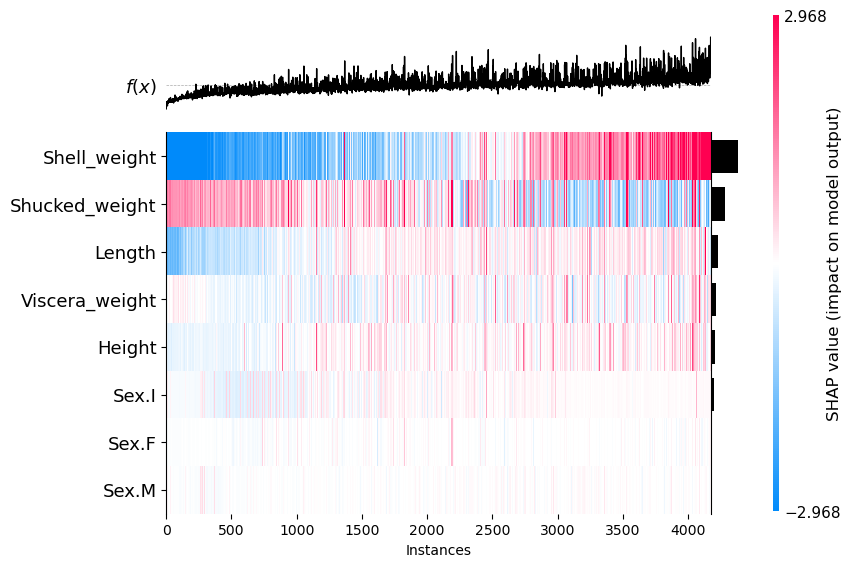 2.968
f(x)
Shell_weight
Shucked_weight
Length
Viscera_weight
Height
Sex.I
Sex.F
Sex.M
0 500 1000 1500 2000 2500 3000 3500 4000
Instances
−2.968
SHAP value (impact on model output)